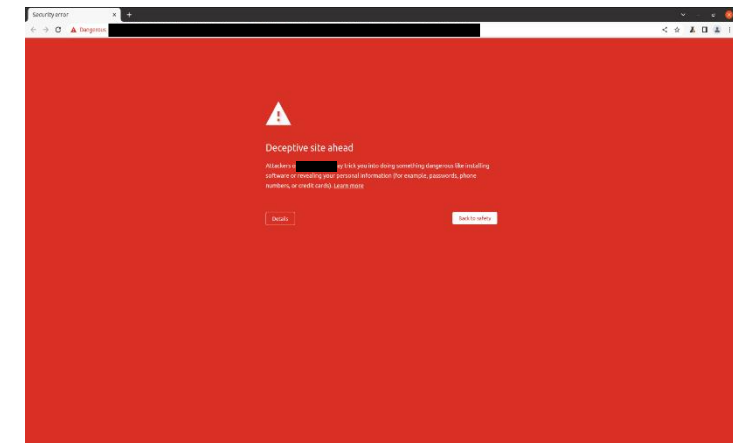 Security error
Dangerous
Deceptive site ahead
Attackers o ay trick you into doing something dangerous like installing
software or revealing your personal information (for example, passwords, phone
numbers, or credit cards). Learn more
Details
Back to safety